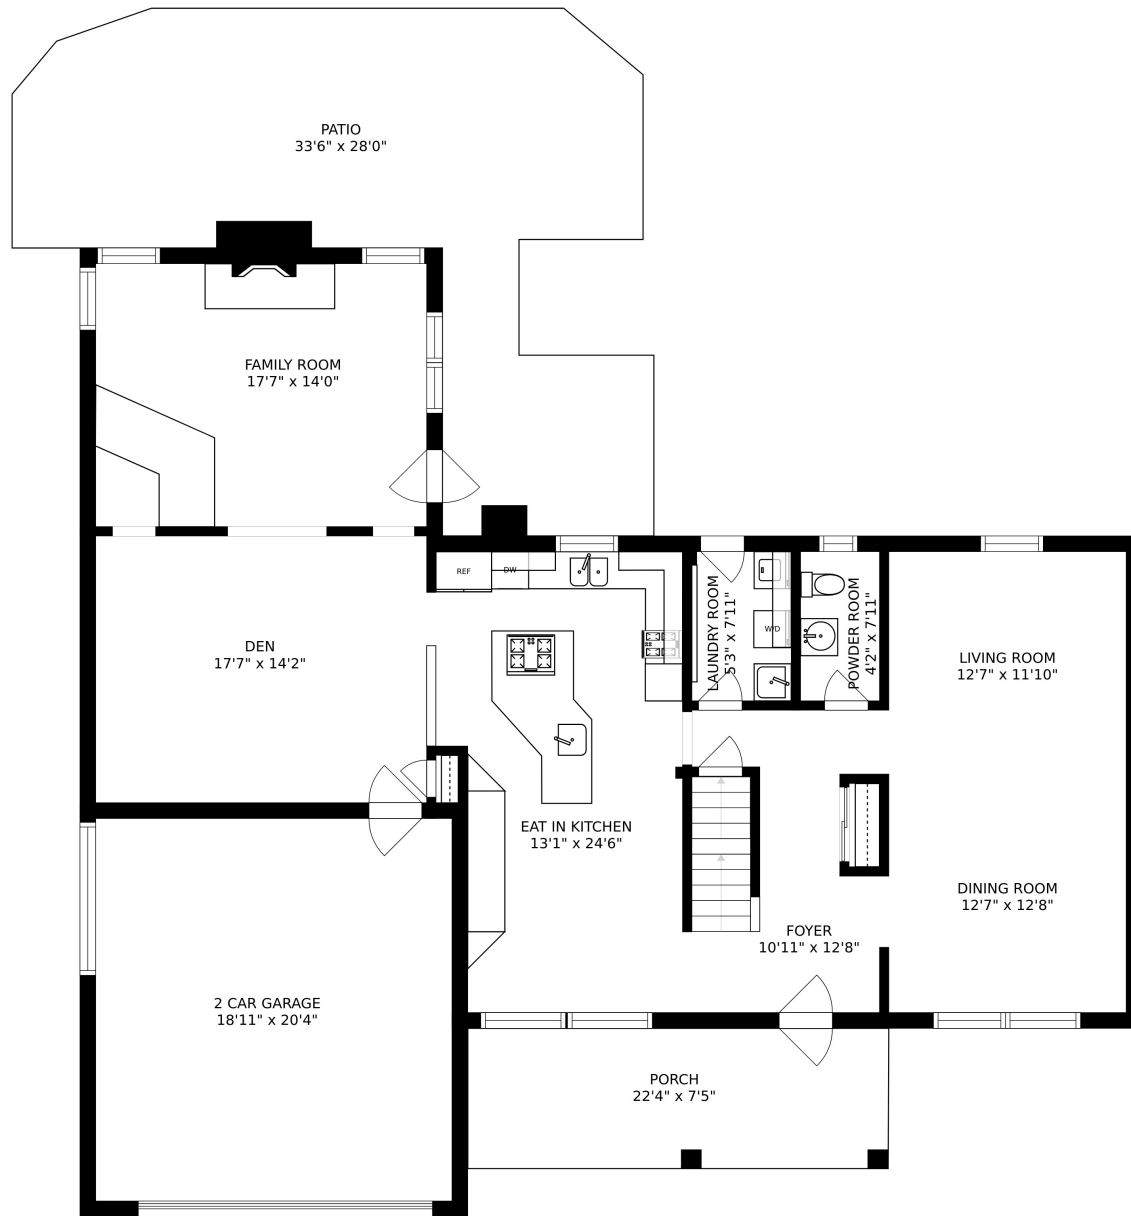 PATIO
33'6" x 28'0"
FAMILY ROOM
17'7" x 14'0"
REF
DW
DEN
17'7" x 14'2"
LAUNDRY ROOM
5'3" x 7'11"
W/D
POWDER ROOM
4'2" x 7'11"
LIVING ROOM
12'7" x 11'10"
EAT IN KITCHEN
13'1" x 24'6"
DINING ROOM
12'7" x 12'8"
FOYER
10'11" x 12'8"
2 CAR GARAGE
18'11" x 20'4"
PORCH
22'4" x 7'5"